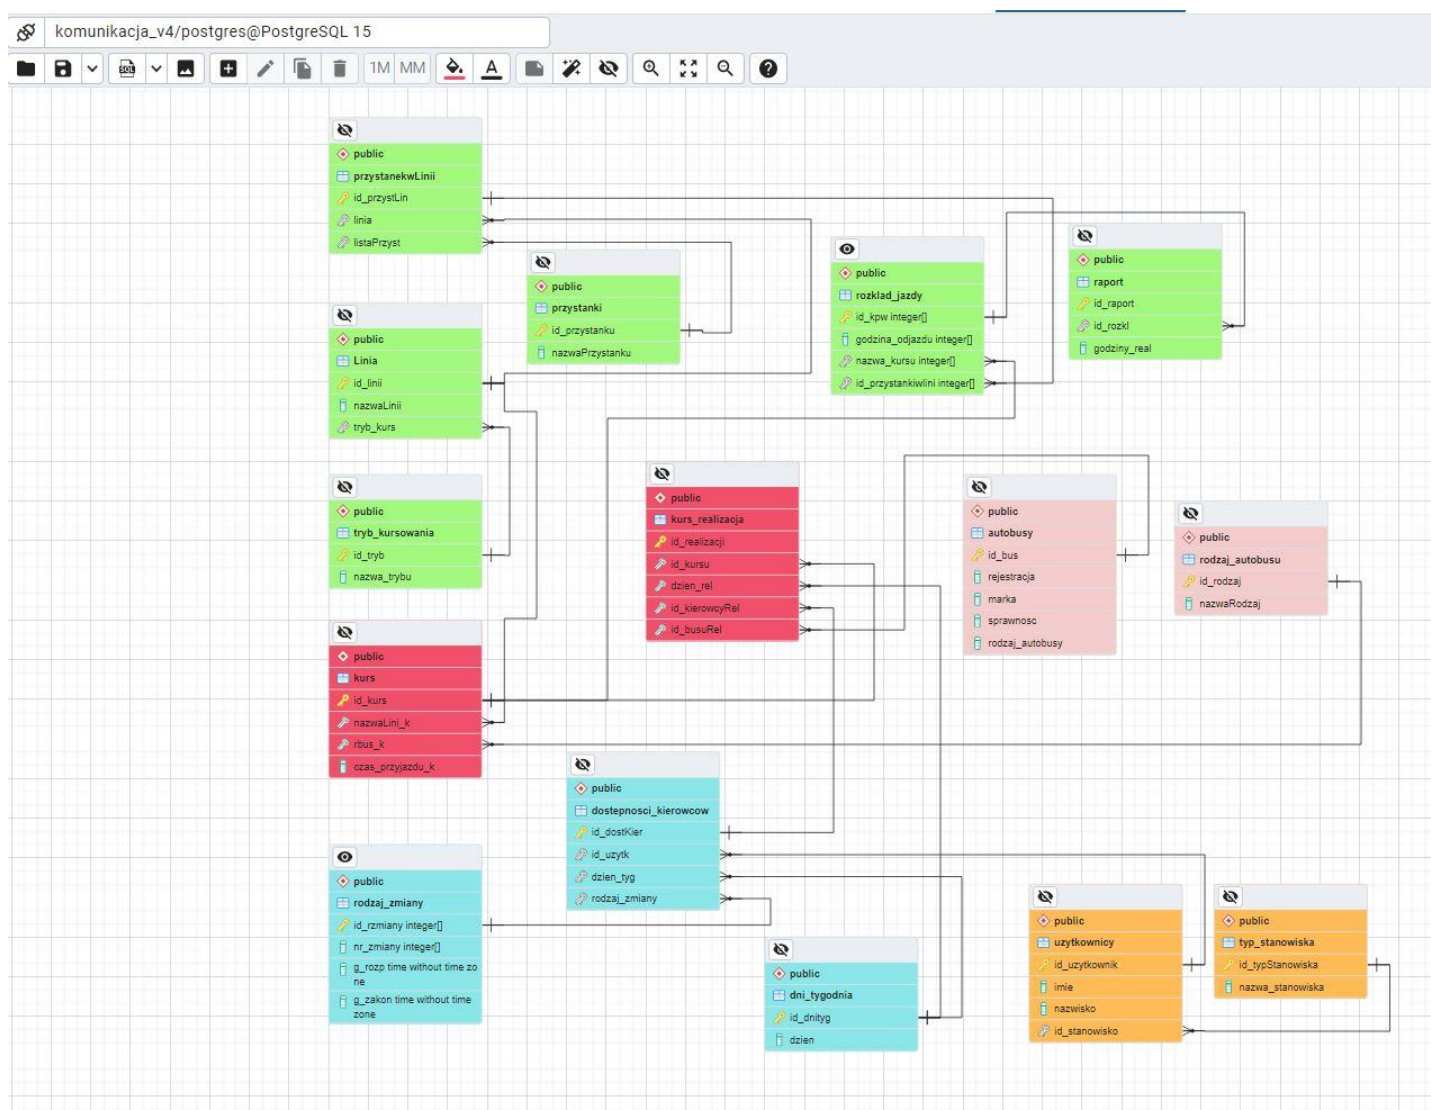 komunikacja_v4/postgres@PostgreSQL 15
SQL
1M
MM
A
public
przystanekwLinii
id_przystLin
linia
listaPrzyst
public
przystanki
id_przystanku
nazwaPrzystanku
public
rozklad_jazdy
id_kpw integer[]
godzina_odjazdu integer[]
nazwa_kursu integer[]
id_przystankiwlini integer[]
public
raport
id_raport
id_rozkl
godziny_real
public
Linia
id_linii
nazwaLinii
tryb_kurs
public
tryb_kursowania
id_tryb
nazwa_trybu
public
kurs_realizacja
id_realizacji
id_kursu
dzien_rel
id_kierowcyRel
id_busuRel
public
autobusy
id_bus
rejestracja
marka
sprawnosc
rodzaj_autobusy
public
rodzaj_autobusu
id_rodzaj
nazwaRodzaj
public
kurs
id_kurs
nazwaLini_k
rbus_k
czas_przyjazdu_k
public
dostepnosci_kierowcow
id_dostKier
id_uzytk
dzien_tyg
rodzaj_zmiany
public
rodzaj_zmiany
id_rzmiany integer[]
nr_zmiany integer[]
g_rozp time without time zo
ne
g_zakon time without time
zone
public
dni_tygodnia
id_dnityg
dzien
public
uzytkownicy
id_uzytkownik
imie
nazwisko
id_stanowisko
public
typ_stanowiska
id_typStanowiska
nazwa_stanowiska